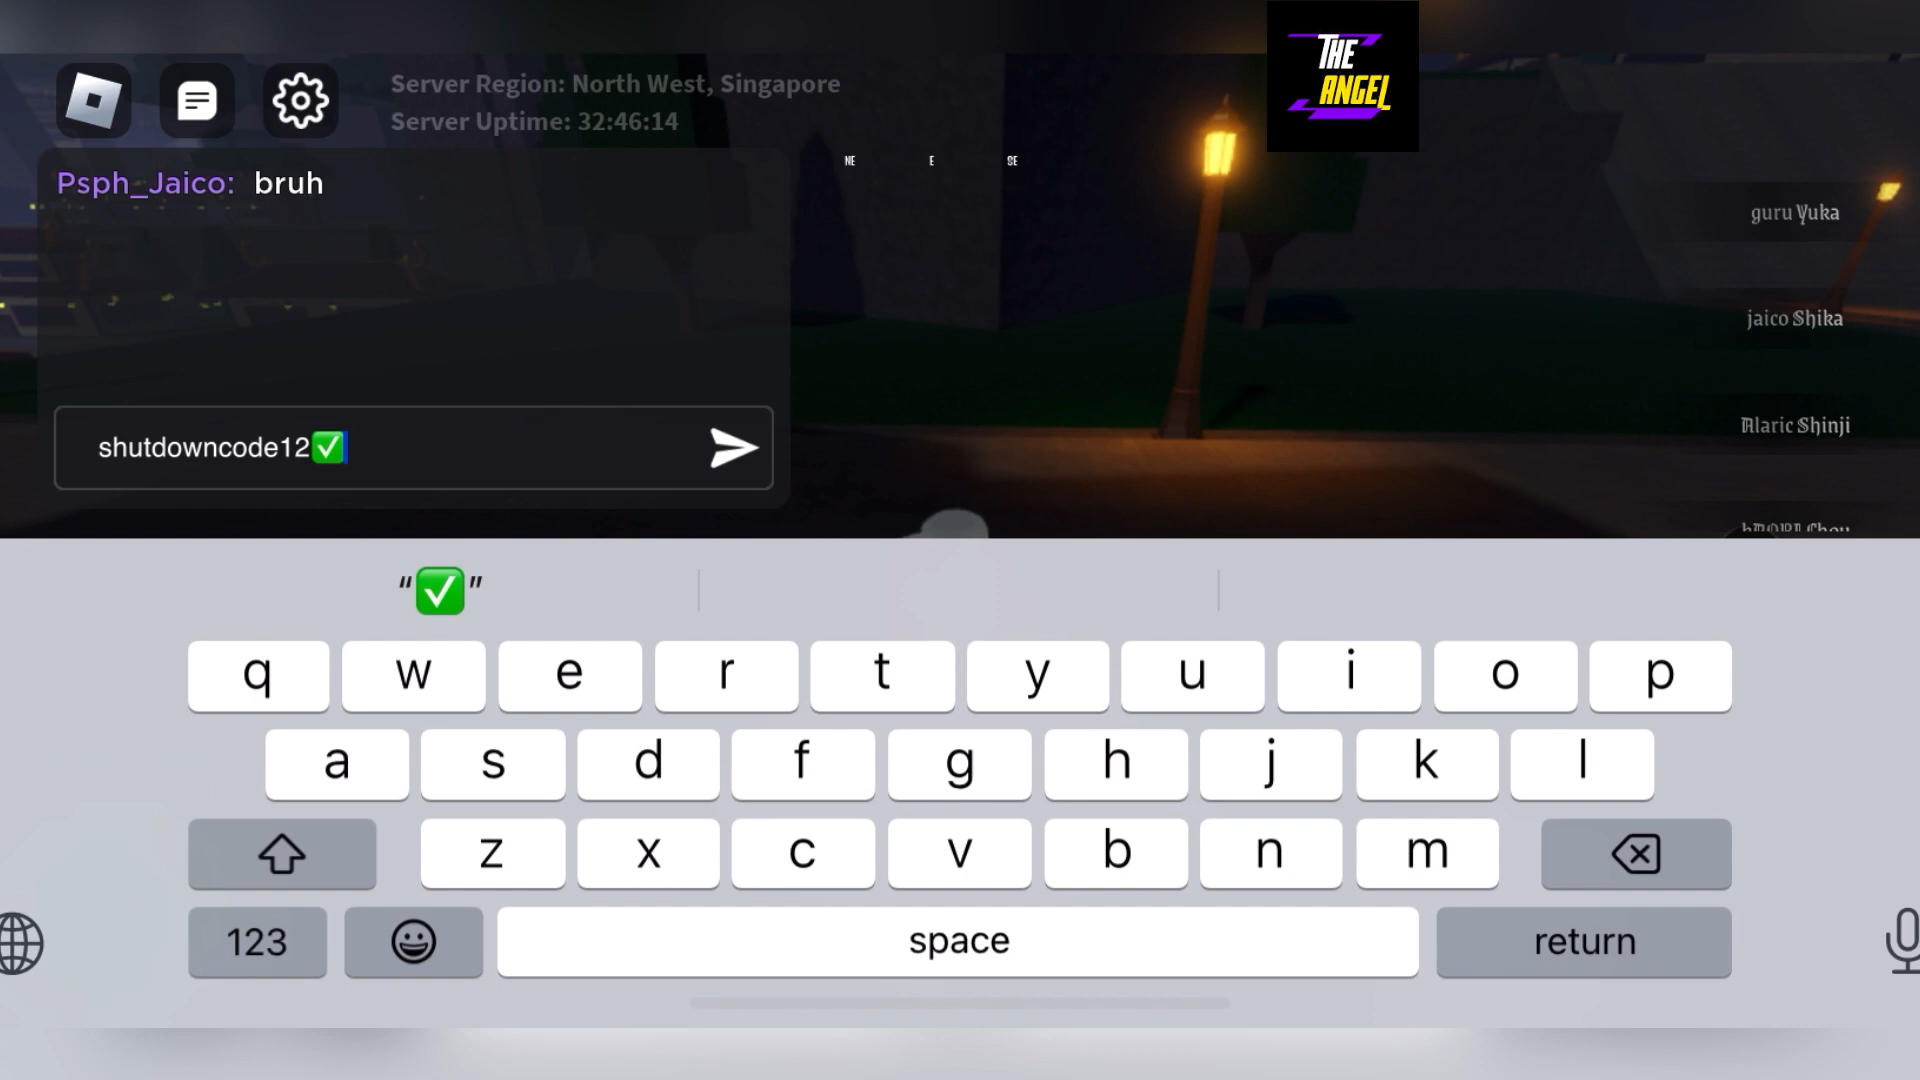 THE
ANGEL
Server Region: North West, Singapore
Server Uptime: 32:46:14
NE E SE
Psph_Jaico: bruh
guru Yuka
jaico Shika
Alaric Shinji
shutdowncode12✅
“✅”
q w e r t y u i o p
a s d f g h j k l
z x c v b n m
123 space return